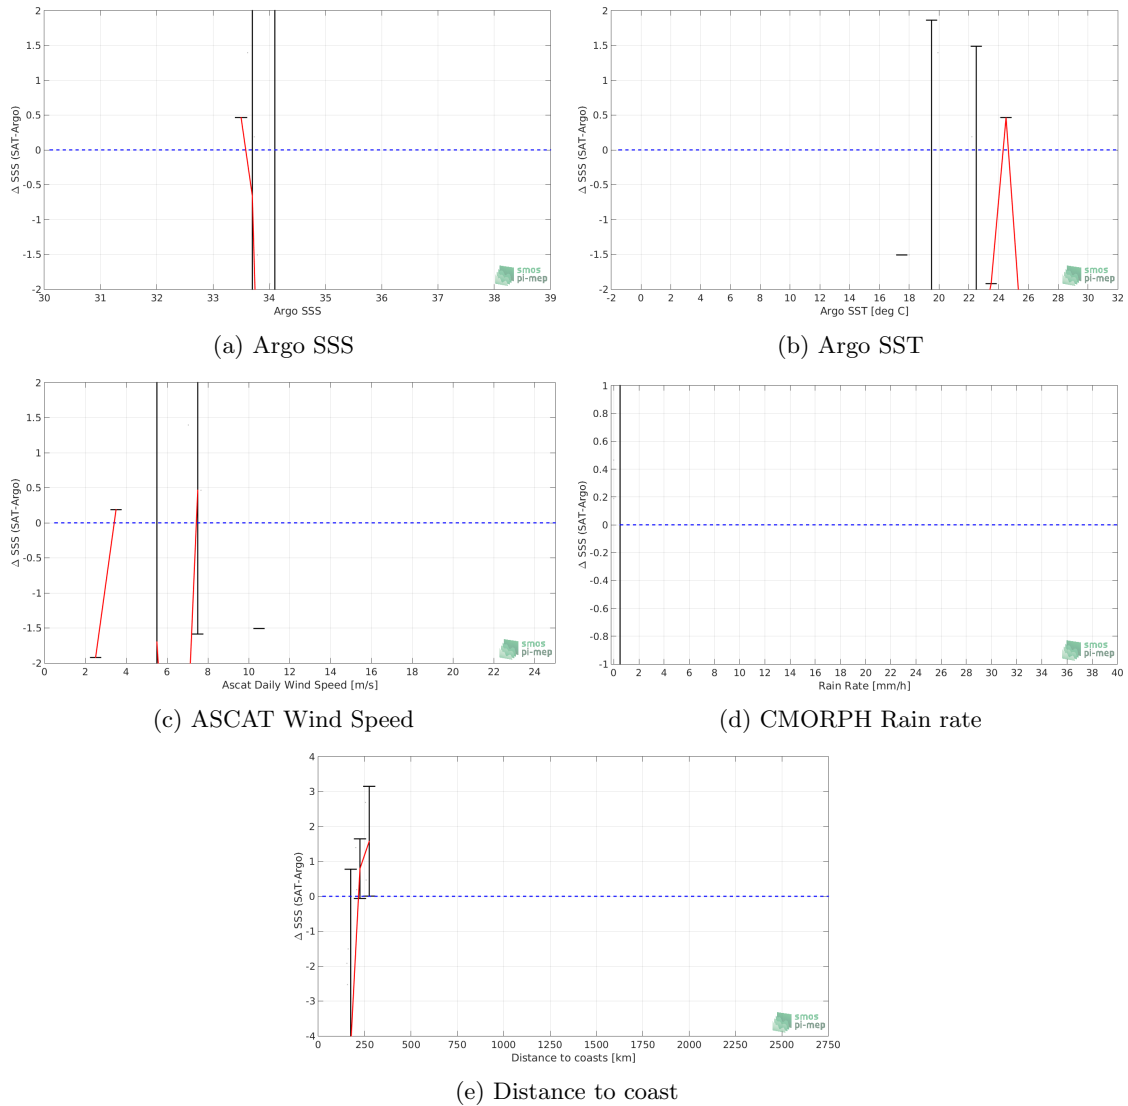 2
1.5
1
0.5
0
-0.5
-1
-1.5
-2
Δ SSS (SAT-Argo)
30 31 32 33 34 35 36 37 38 39
Argo SSS
smos
pi-mep
(a) Argo SSS
2
1.5
1
0.5
0
-0.5
-1
-1.5
-2
Δ SSS (SAT-Argo)
-2 0 2 4 6 8 10 12 14 16 18 20 22 24 26 28 30 32
Argo SST [deg C]
smos
pi-mep
(b) Argo SST
2
1.5
1
0.5
0
-0.5
-1
-1.5
-2
Δ SSS (SAT-Argo)
0 2 4 6 8 10 12 14 16 18 20 22 24
Ascat Daily Wind Speed [m/s]
smos
pi-mep
(c) ASCAT Wind Speed
1
0.8
0.6
0.4
0.2
0
-0.2
-0.4
-0.6
-0.8
-1
Δ SSS (SAT-Argo)
0 2 4 6 8 10 12 14 16 18 20 22 24 26 28 30 32 34 36 38 40
Rain Rate [mm/h]
smos
pi-mep
(d) CMORPH Rain rate
4
3
2
1
0
-1
-2
-3
-4
Δ SSS (SAT-Argo)
0 250 500 750 1000 1250 1500 1750 2000 2250 2500 2750
Distance to coasts [km]
smos
pi-mep
(e) Distance to coast